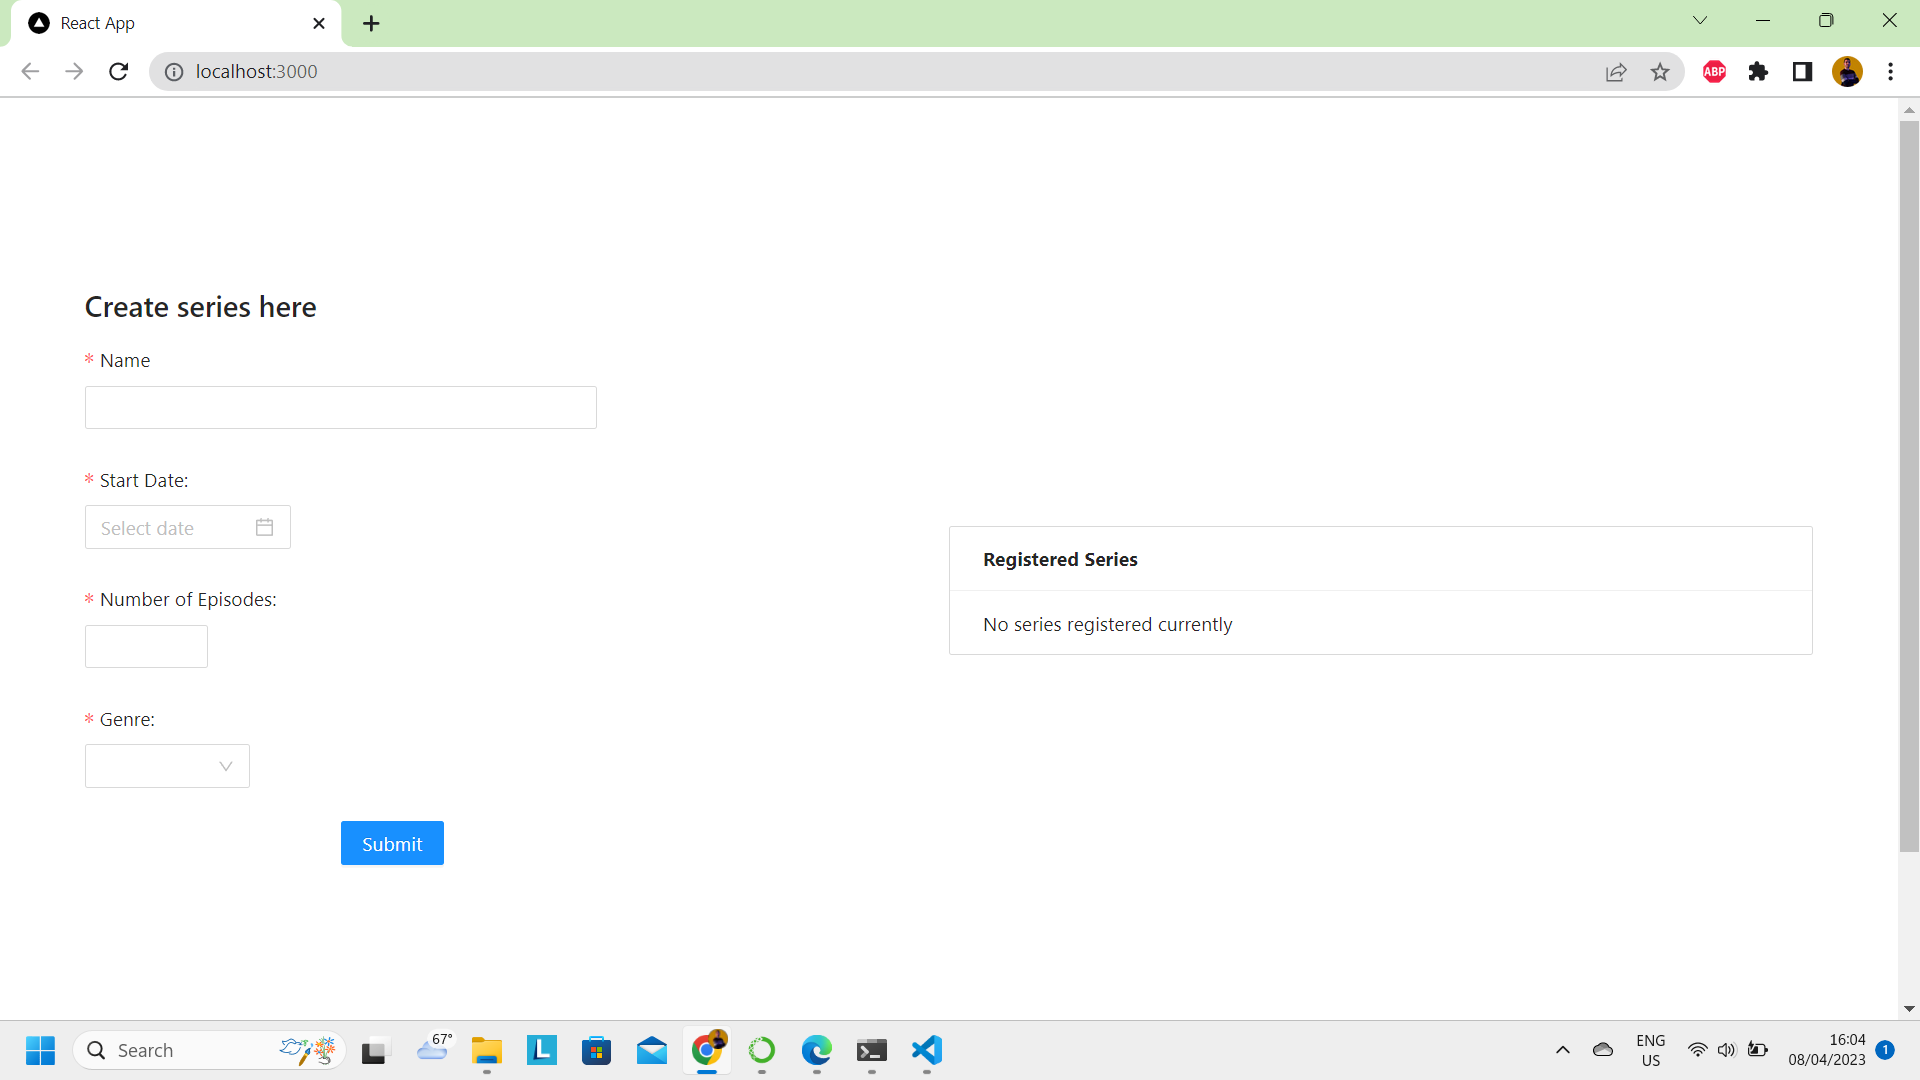 React App
localhost:3000
ABP
Create series here
* Name
* Start Date:
Select date
* Number of Episodes:
* Genre:
Submit
Registered Series
No series registered currently
Search
67°
L
ENG
US
16:04
08/04/2023
1